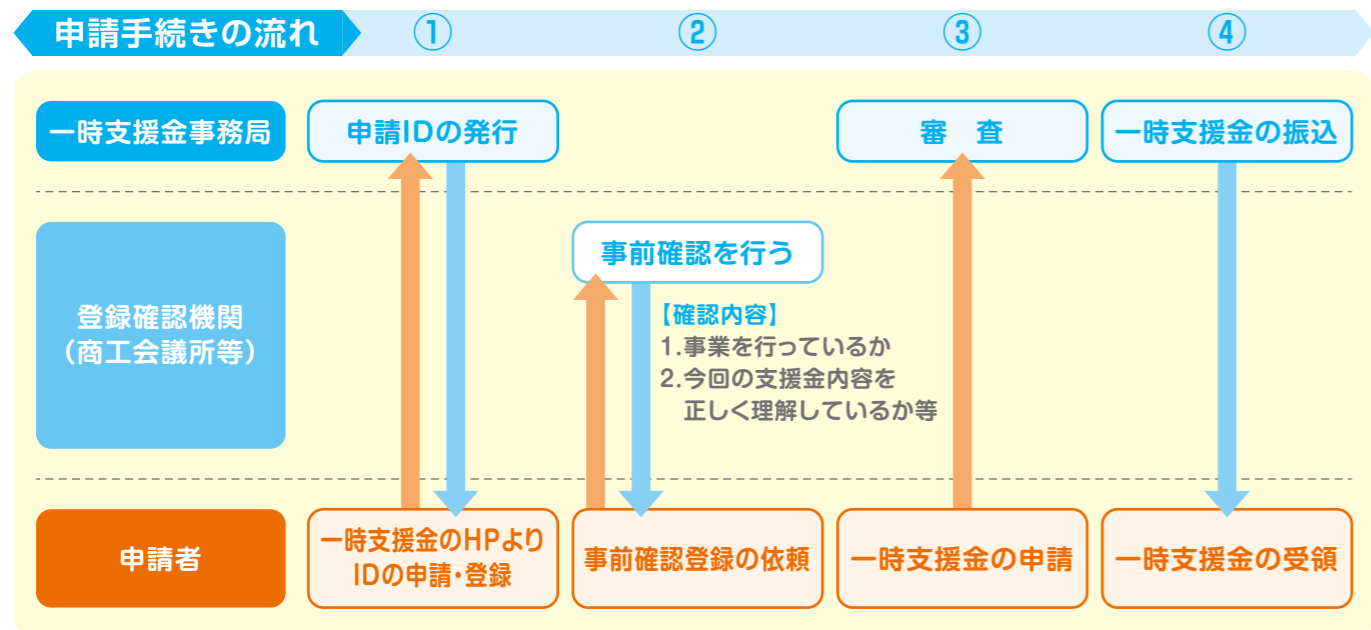 申請手続きの流れ
①
②
③
④
一時支援金事務局
申請IDの発行
審　査
一時支援金の振込
登録確認機関
（商工会議所等）
事前確認を行う
【確認内容】
1.事業を行っているか
2.今回の支援金内容を
正しく理解しているか等
申請者
一時支援金のHPより
IDの申請・登録
事前確認登録の依頼
一時支援金の申請
一時支援金の受領